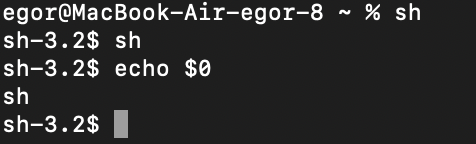 egor@MacBook-Air-egor-8 ~ % sh
sh-3.2$ sh
sh-3.2$ echo $0
sh
sh-3.2$